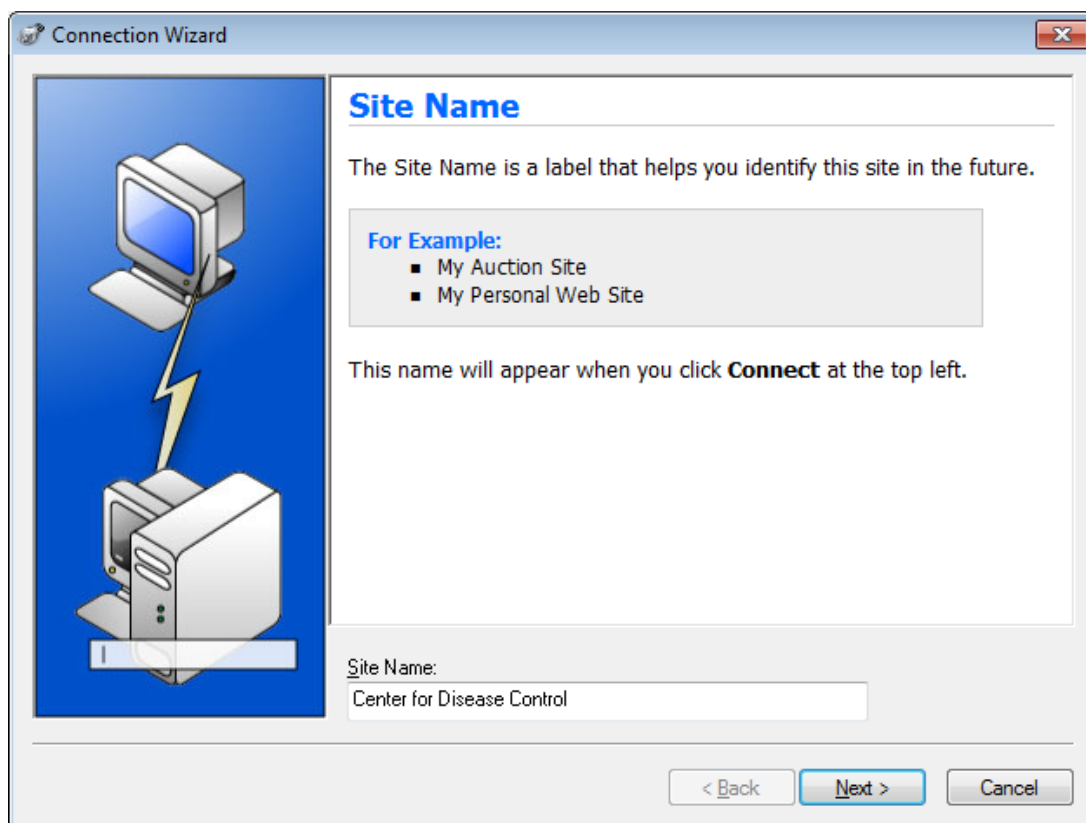 Connection Wizard
Site Name
The Site Name is a label that helps you identify this site in the future.
For Example:
My Auction Site
My Personal Web Site
This name will appear when you click Connect at the top left.
Site Name:
Center for Disease Control
< Back
Next >
Cancel